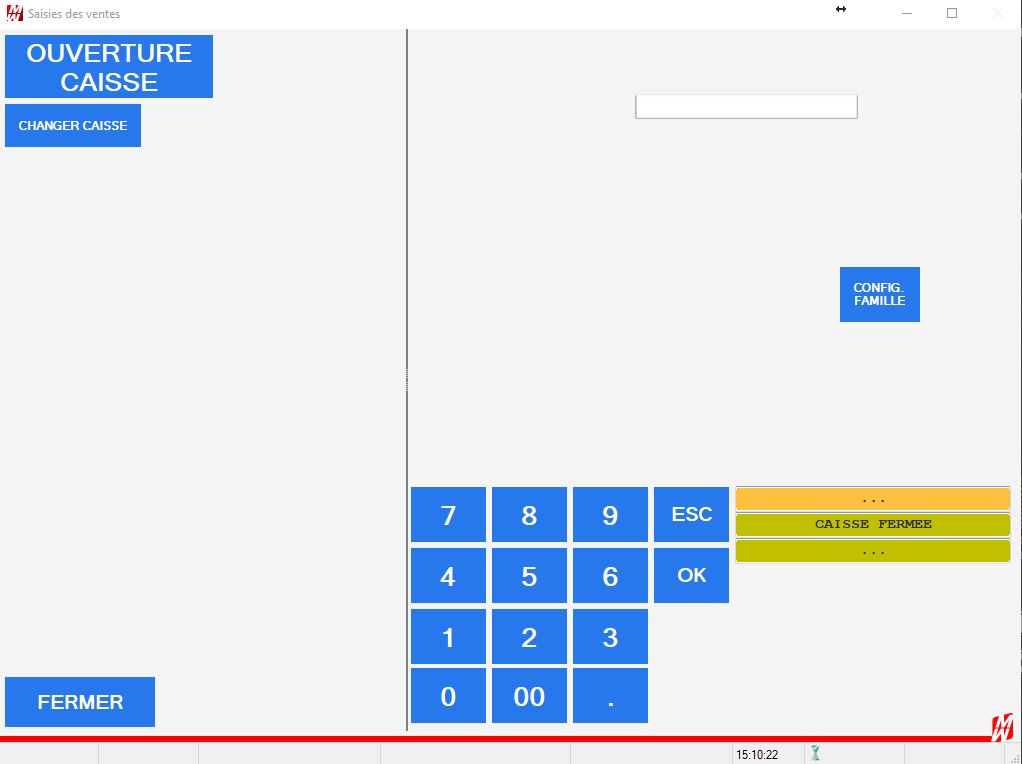 Saisies des ventes
OUVERTURE
CAISSE
CHANGER CAISSE
CONFIG.
FAMILLE
7 8 9 ESC
...
CAISSE FERMEE
...
4 5 6 OK
1 2 3
0 00 .
FERMER
MW
15:10:22